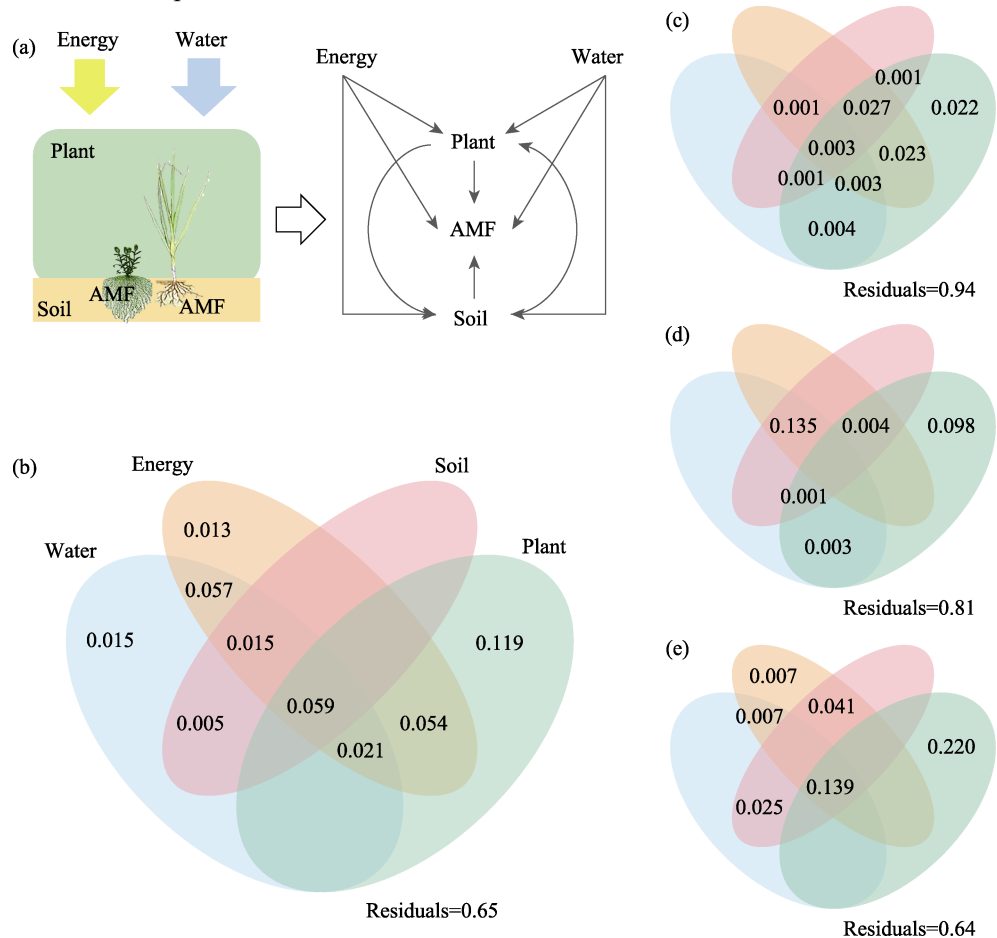 (a)
Energy
Water
Plant
AMF
AMF
Soil
Energy
Water
Plant
AMF
Soil
(b)
Energy
Soil
Water
Plant
0.013
0.057
0.015
0.015
0.119
0.059
0.005
0.054
0.021
Residuals=0.65
(c)
0.001
0.001
0.027
0.022
0.003
0.023
0.001
0.003
0.004
Residuals=0.94
(d)
0.135
0.004
0.098
0.001
0.003
Residuals=0.81
(e)
0.007
0.007
0.041
0.220
0.139
0.025
Residuals=0.64